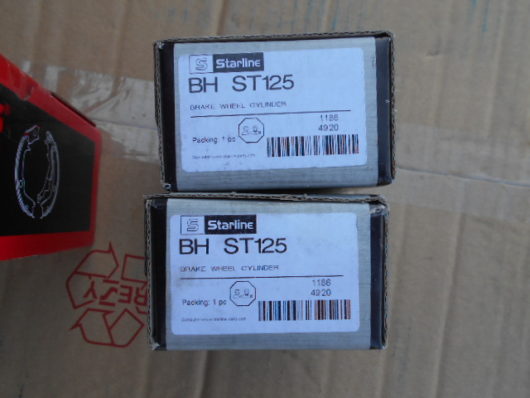 S Starline
BH ST125
BRAKE WHEEL CYLINDER
1186
4920
Packing: 1 pc
S Starline
BH ST125
BRAKE WHEEL CYLINDER
1186
4920
Packing: 1 pc
RESY